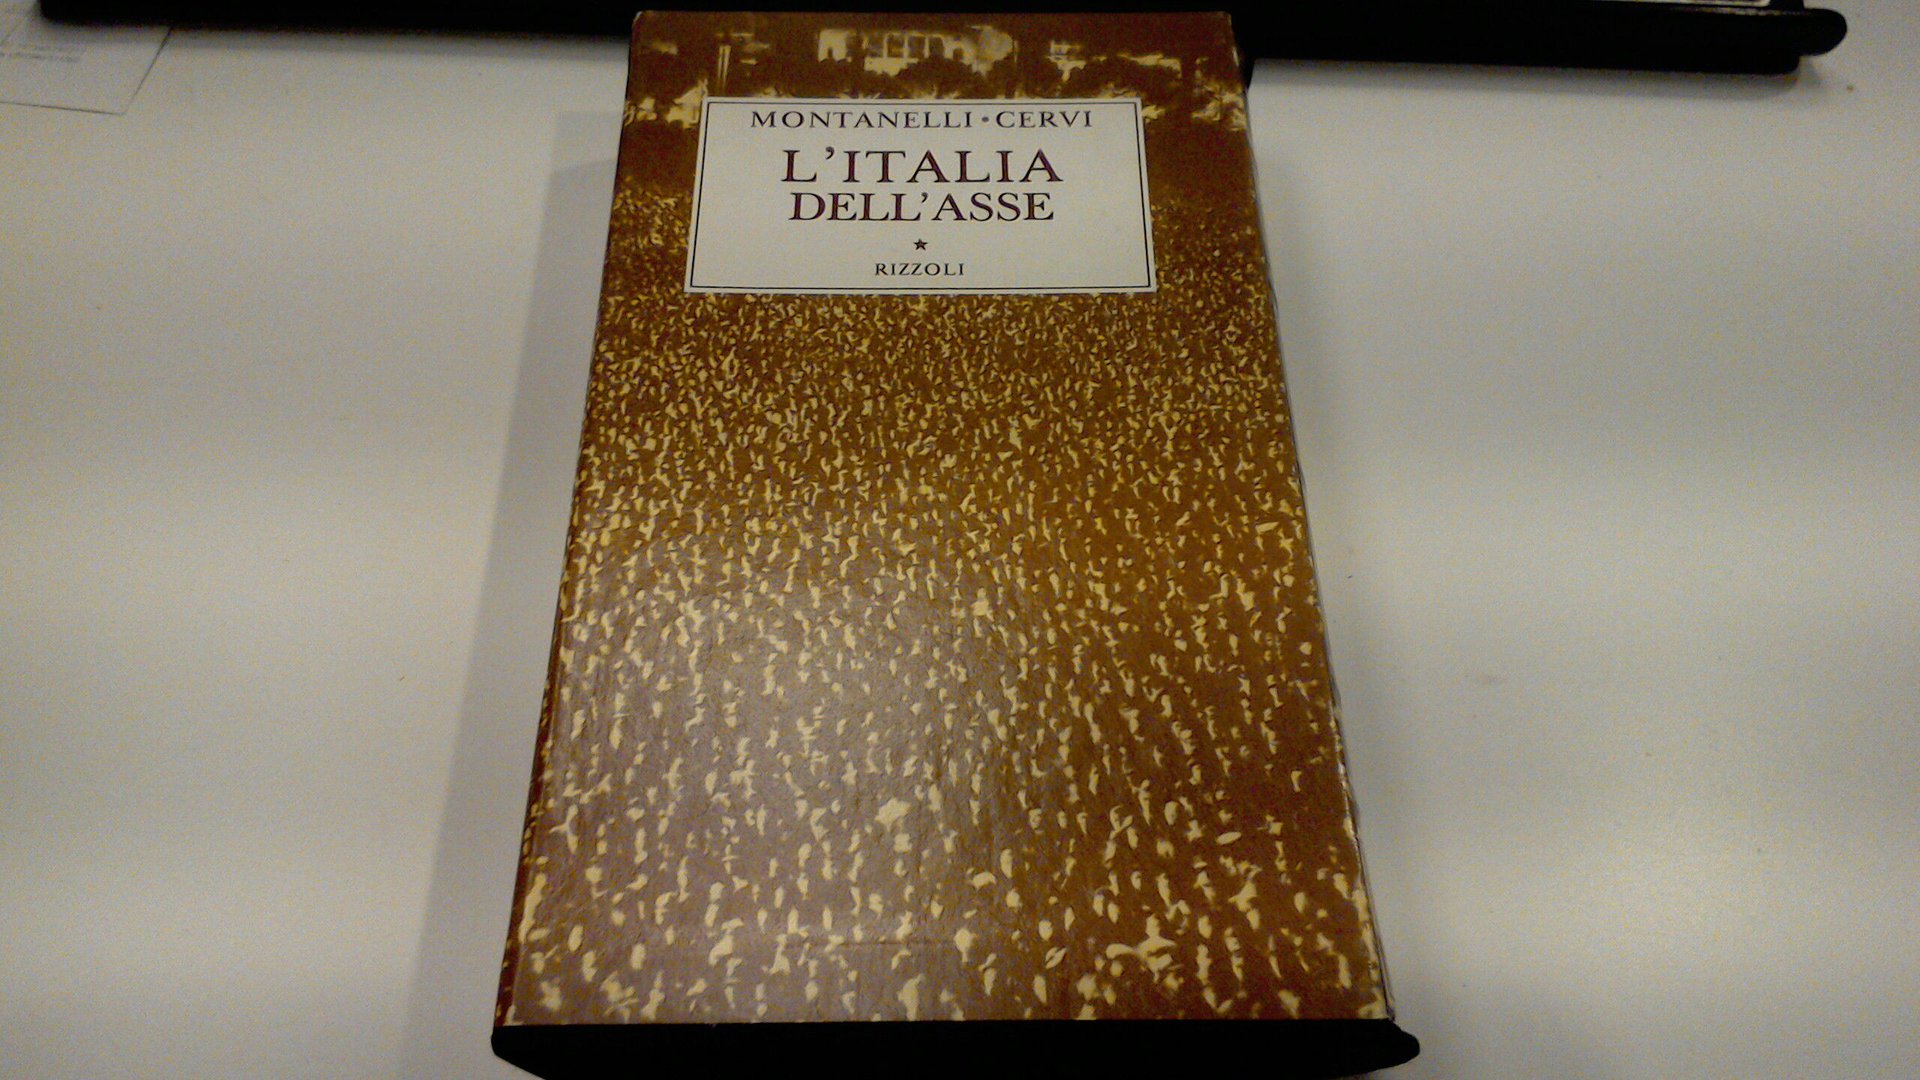 MONTANELLI • CERVI
L'ITALIA
DELL'ASSE
RIZZOLI